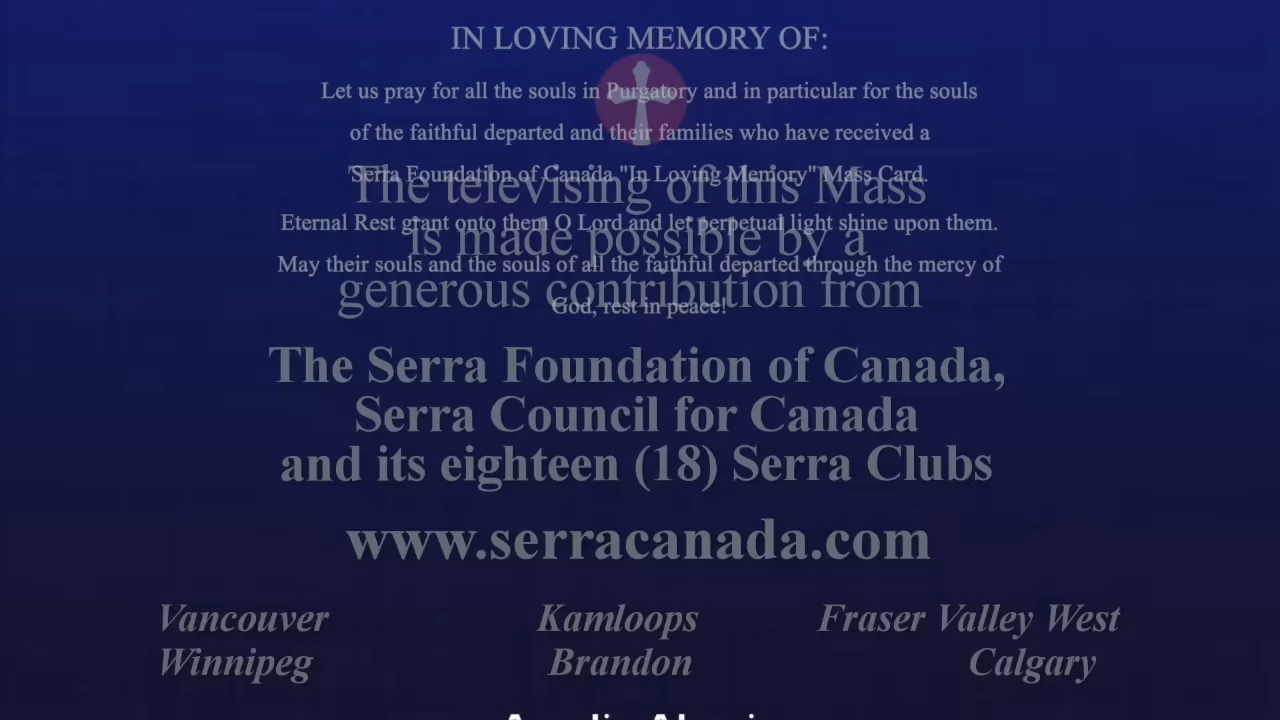 IN LOVING MEMORY OF:
Let us pray for all the souls in Purgatory and in particular for the souls
of the faithful departed and their families who have received a
Serra Foundation of Canada "In Loving Memory" Mass Card.
Eternal Rest grant onto them O Lord and let perpetual light shine upon them.
May their souls and the souls of all the faithful departed through the mercy of
God, rest in peace!
The televising of this Mass
is made possible by a
generous contribution from
The Serra Foundation of Canada,
Serra Council for Canada
and its eighteen (18) Serra Clubs
www.serracanada.com
Vancouver Kamloops Fraser Valley West
Winnipeg Brandon Calgary